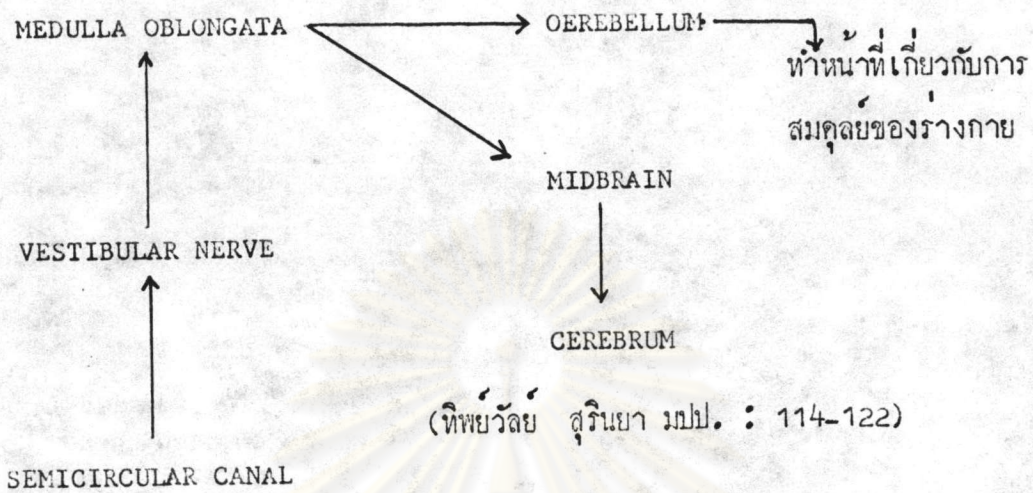 MEDULLA OBLONGATA OEREBELLUM
ทำหน้าที่เกี่ยวกับการ
สมดุลย์ของร่างกาย
MIDBRAIN
VESTIBULAR NERVE
CEREBRUM
(ทิพย์วัลย์ สุรินยา มปป. : 114-122)
SEMICIRCULAR CANAL